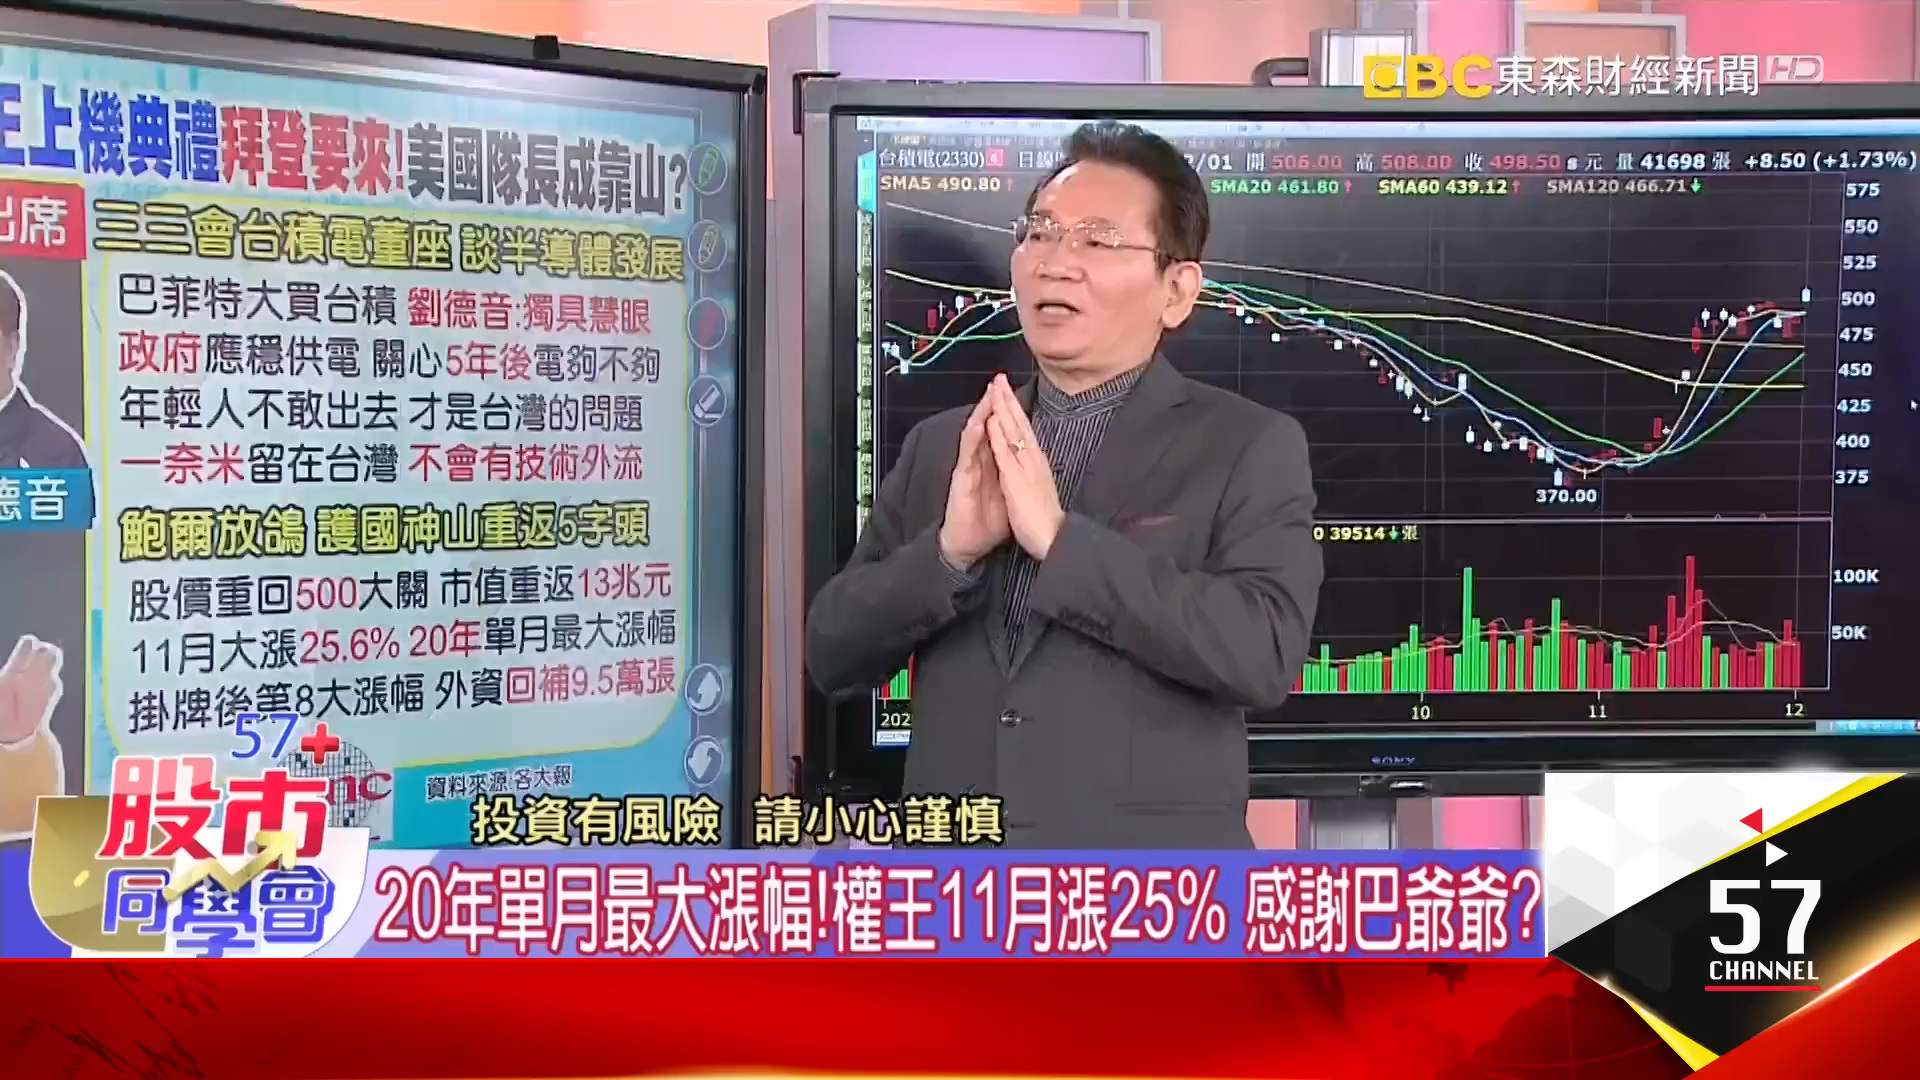 EBC 東森財經新聞 HD
上機典禮拜登要來!美國隊長成靠山?
出席
三三會台積電董座 談半導體發展
巴菲特大買台積 劉德音:獨具慧眼
政府應穩供電 關心5年後電夠不夠
年輕人不敢出去 才是台灣的問題
一奈米留在台灣 不會有技術外流
德音
鮑爾放鴿 護國神山重返5字頭
股價重回500大關 市值重返13兆元
11月大漲25.6% 20年單月最大漲幅
掛牌後第8大漲幅 外資回補9.5萬張
資料來源:各大報
台積電(2330) 日線
/01 開 506.00 高 508.00 收 498.50 s 元 量 41698 張 +8.50 (+1.73%)
SMA5 490.80↑ SMA20 461.80↑ SMA60 439.12↑ SMA120 466.71↓
575
550
525
500
475
450
425
400
375
370.00
39514↓張
100K
50K
202
10
11
12
SONY
57+
股市
同學會
投資有風險 請小心謹慎
20年單月最大漲幅!權王11月漲25% 感謝巴爺爺?
57
CHANNEL